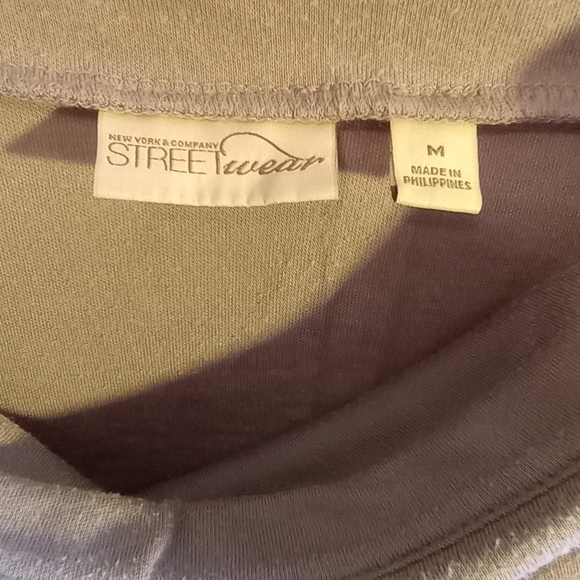 NEW YORK & COMPANY
STREETwear
M
MADE IN
PHILIPPINES